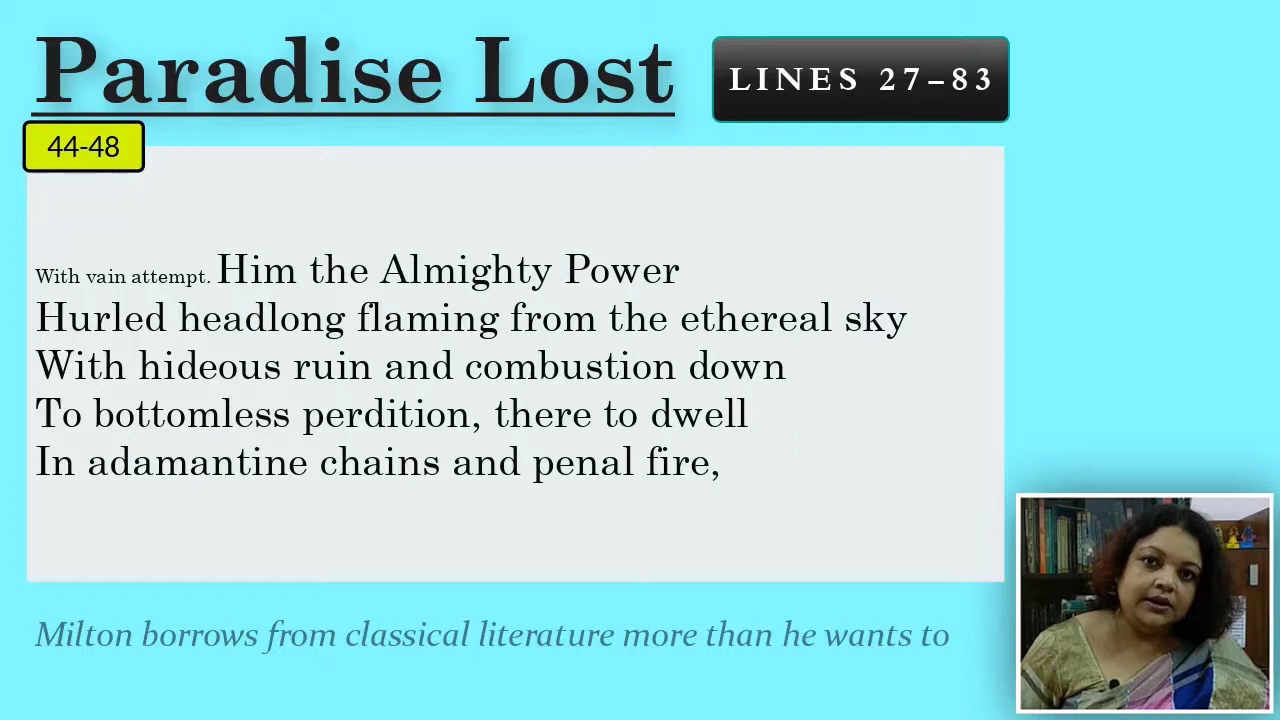 Paradise Lost
LINES 27–83
44-48
With vain attempt. Him the Almighty Power
Hurled headlong flaming from the ethereal sky
With hideous ruin and combustion down
To bottomless perdition, there to dwell
In adamantine chains and penal fire,
Milton borrows from classical literature more than he wants to